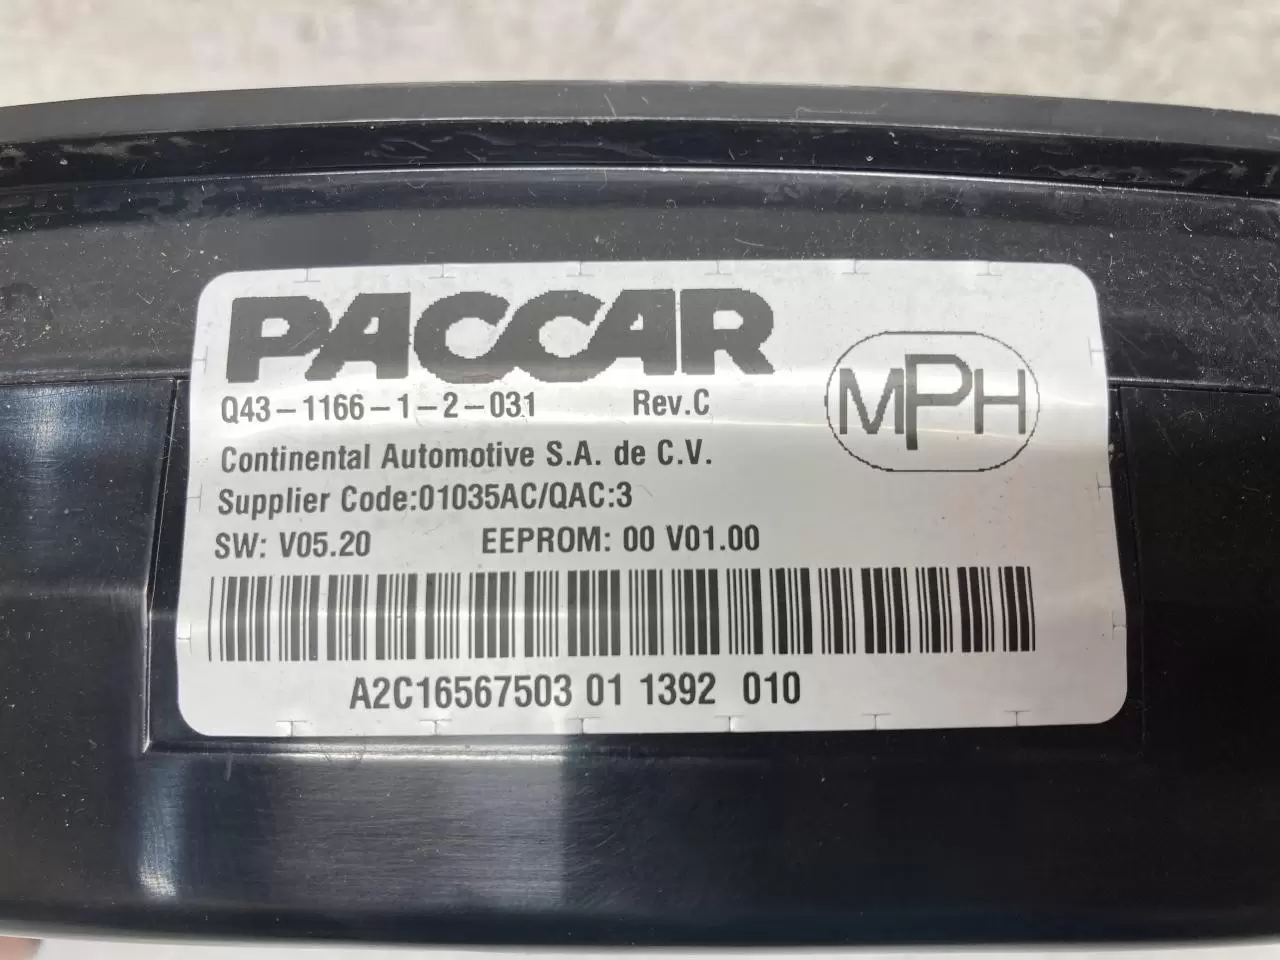 PACCAR
Q43-1166-1-2-031 Rev.C
MPH
Continental Automotive S.A. de C.V.
Supplier Code:01035AC/QAC:3
SW: V05.20 EEPROM: 00 V01.00
A2C16567503 01 1392 010